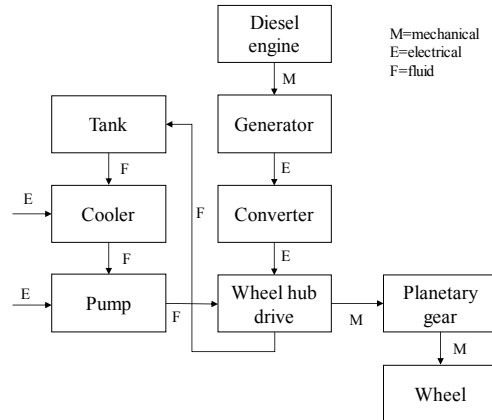 Diesel
engine
M=mechanical
E=electrical
F=fluid
M
Tank
Generator
F
E
E
F
Cooler
Converter
F
E
E
Pump
F
Wheel hub
drive
M
Planetary
gear
M
Wheel